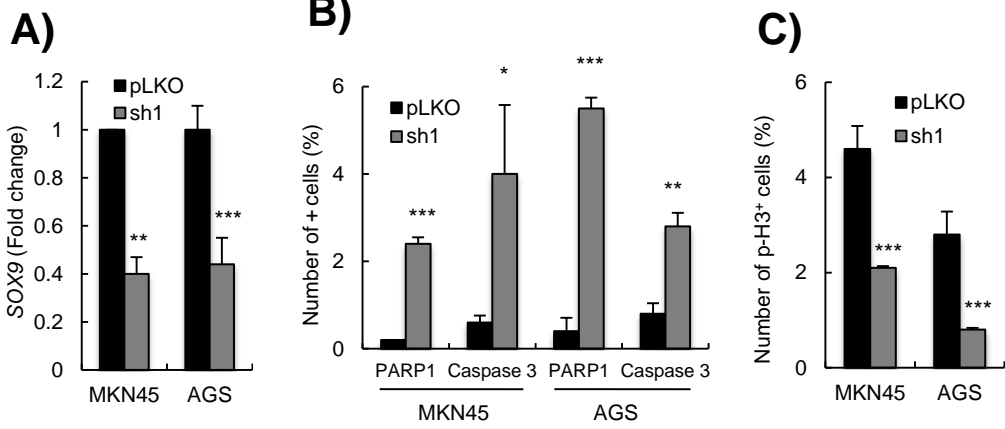 A)
SOX9 (Fold change)
1.2
1
0.8
0.6
0.4
0.2
0
pLKO
sh1
**
***
MKN45 AGS
B)
Number of + cells (%)
6
4
2
0
pLKO
sh1
***
*
***
**
PARP1 Caspase 3 PARP1 Caspase 3
MKN45 AGS
C)
Number of p-H3+ cells (%)
6
4
2
0
pLKO
sh1
***
***
MKN45 AGS